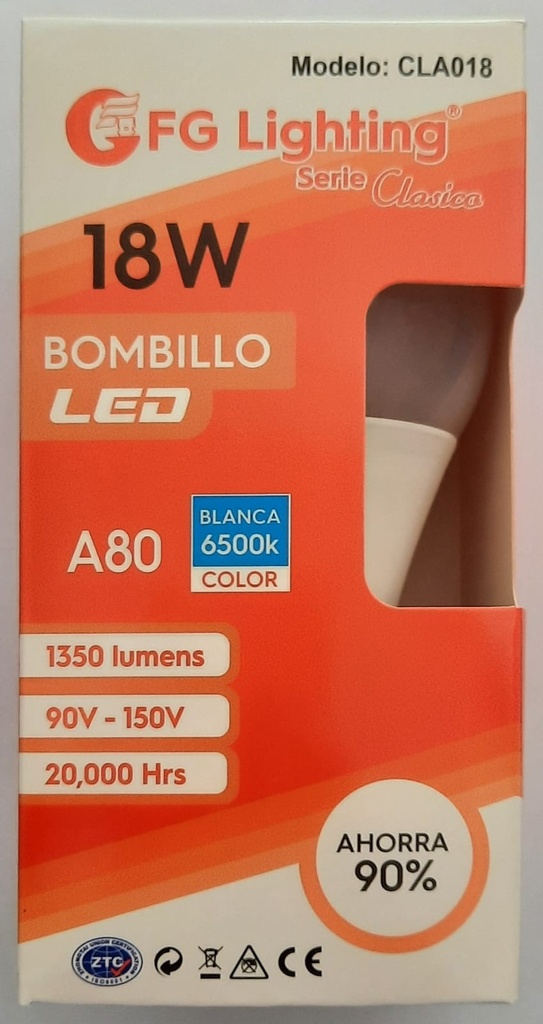 Modelo: CLA018
FG Lighting®
Serie Clasica
18W
BOMBILLO
LED
A80
BLANCA
6500k
COLOR
1350 lumens
90V - 150V
20,000 Hrs
AHORRA
90%
ZTC
ISO9001
CE